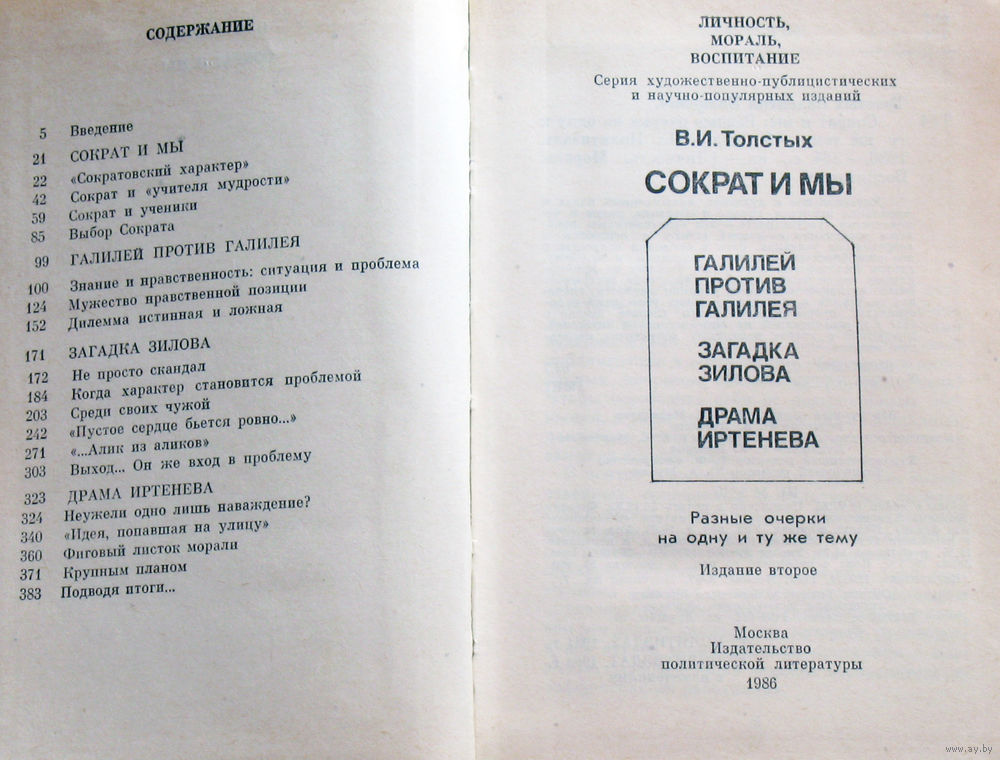 СОДЕРЖАНИЕ
5 Введение
21 СОКРАТ И МЫ
22 «Сократовский характер»
42 Сократ и «учителя мудрости»
59 Сократ и ученики
85 Выбор Сократа
99 ГАЛИЛЕЙ ПРОТИВ ГАЛИЛЕЯ
100 Знание и нравственность: ситуация и проблема
124 Мужество нравственной позиции
152 Дилемма истинная и ложная
171 ЗАГАДКА ЗИЛОВА
172 Не просто скандал
184 Когда характер становится проблемой
203 Среди своих чужой
242 «Пустое сердце бьется ровно...»
271 «...Алик из аликов»
303 Выход... Он же вход в проблему
323 ДРАМА ИРТЕНЕВА
324 Неужели одно лишь наваждение?
340 «Идея, попавшая на улицу»
360 Фиговый листок морали
371 Крупным планом
383 Подводя итоги...
ЛИЧНОСТЬ,
МОРАЛЬ,
ВОСПИТАНИЕ
Серия художественно-публицистических
и научно-популярных изданий
В.И. Толстых
СОКРАТ И МЫ
ГАЛИЛЕЙ
ПРОТИВ
ГАЛИЛЕЯ
ЗАГАДКА
ЗИЛОВА
ДРАМА
ИРТЕНЕВА
Разные очерки
на одну и ту же тему
Издание второе
Москва
Издательство
политической литературы
1986
www.ay.by